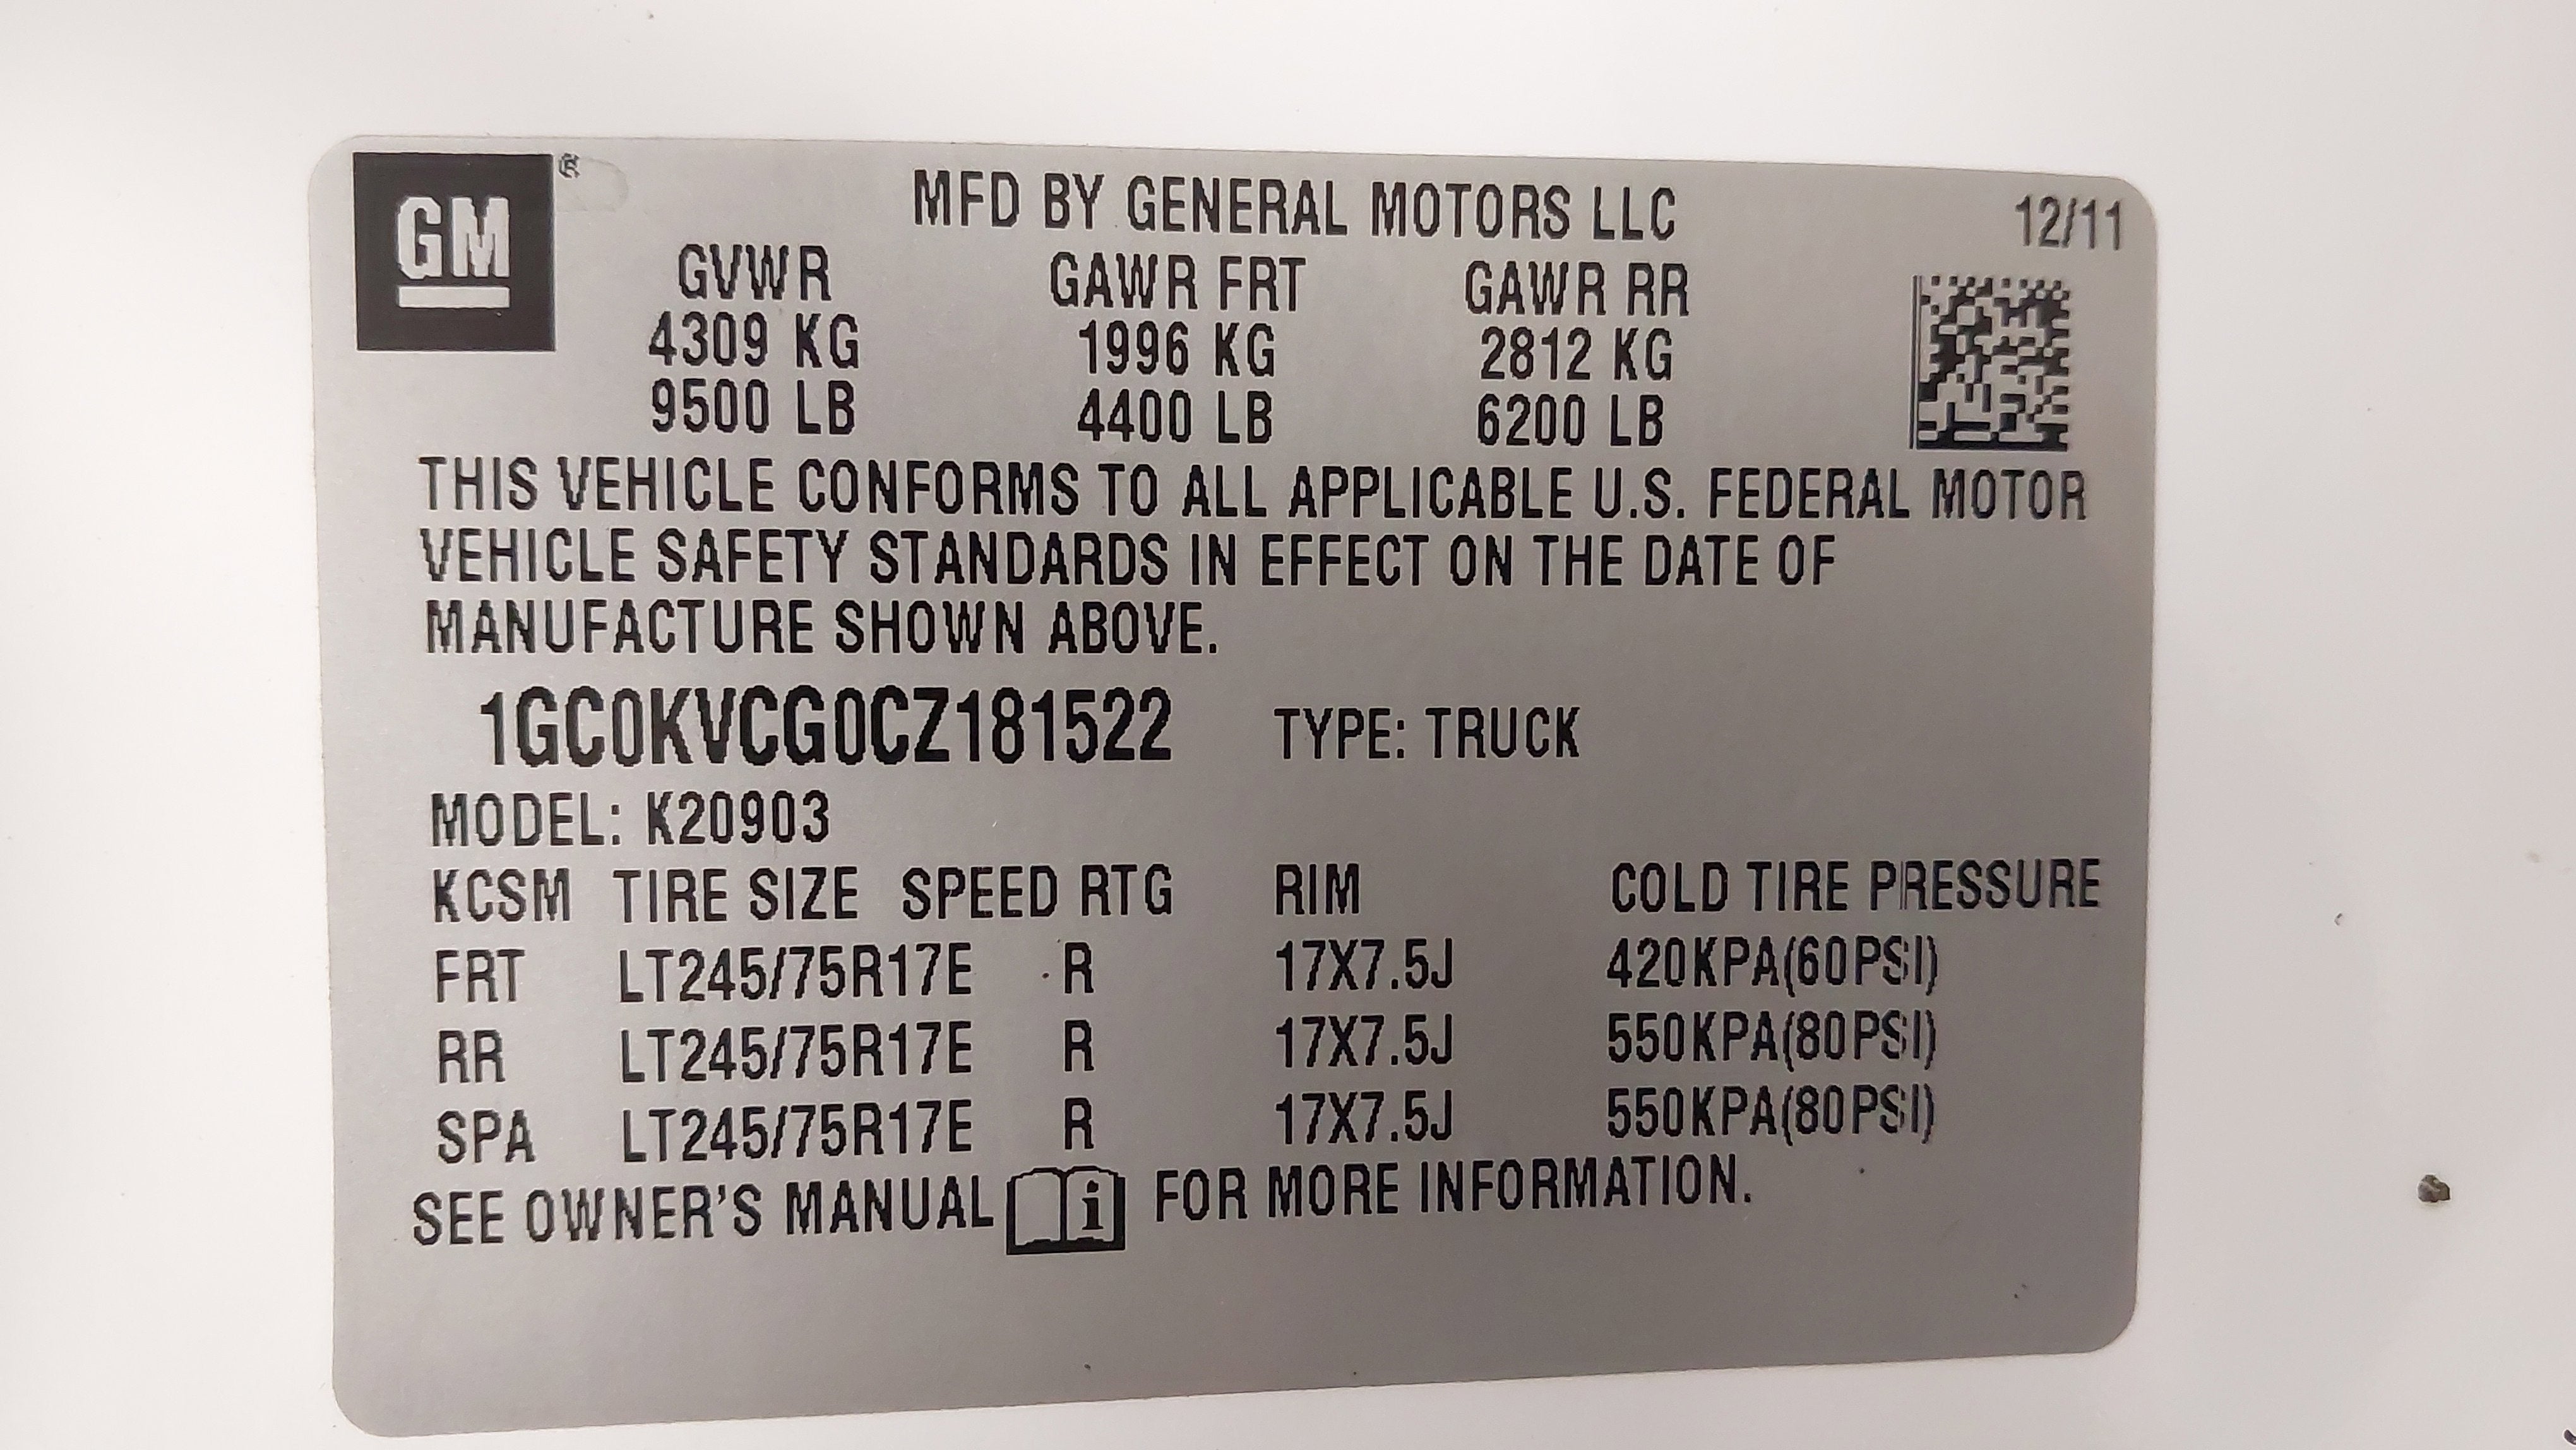 GM ®
MFD BY GENERAL MOTORS LLC 12/11
GVWR GAWR FRT GAWR RR
4309 KG 1996 KG 2812 KG
9500 LB 4400 LB 6200 LB
THIS VEHICLE CONFORMS TO ALL APPLICABLE U.S. FEDERAL MOTOR
VEHICLE SAFETY STANDARDS IN EFFECT ON THE DATE OF
MANUFACTURE SHOWN ABOVE.
1GC0KVCG0CZ181522 TYPE: TRUCK
MODEL: K20903
KCSM TIRE SIZE SPEED RTG RIM COLD TIRE PRESSURE
FRT LT245/75R17E R 17X7.5J 420KPA(60PSI)
RR LT245/75R17E R 17X7.5J 550KPA(80PSI)
SPA LT245/75R17E R 17X7.5J 550KPA(80PSI)
SEE OWNER'S MANUAL i FOR MORE INFORMATION.